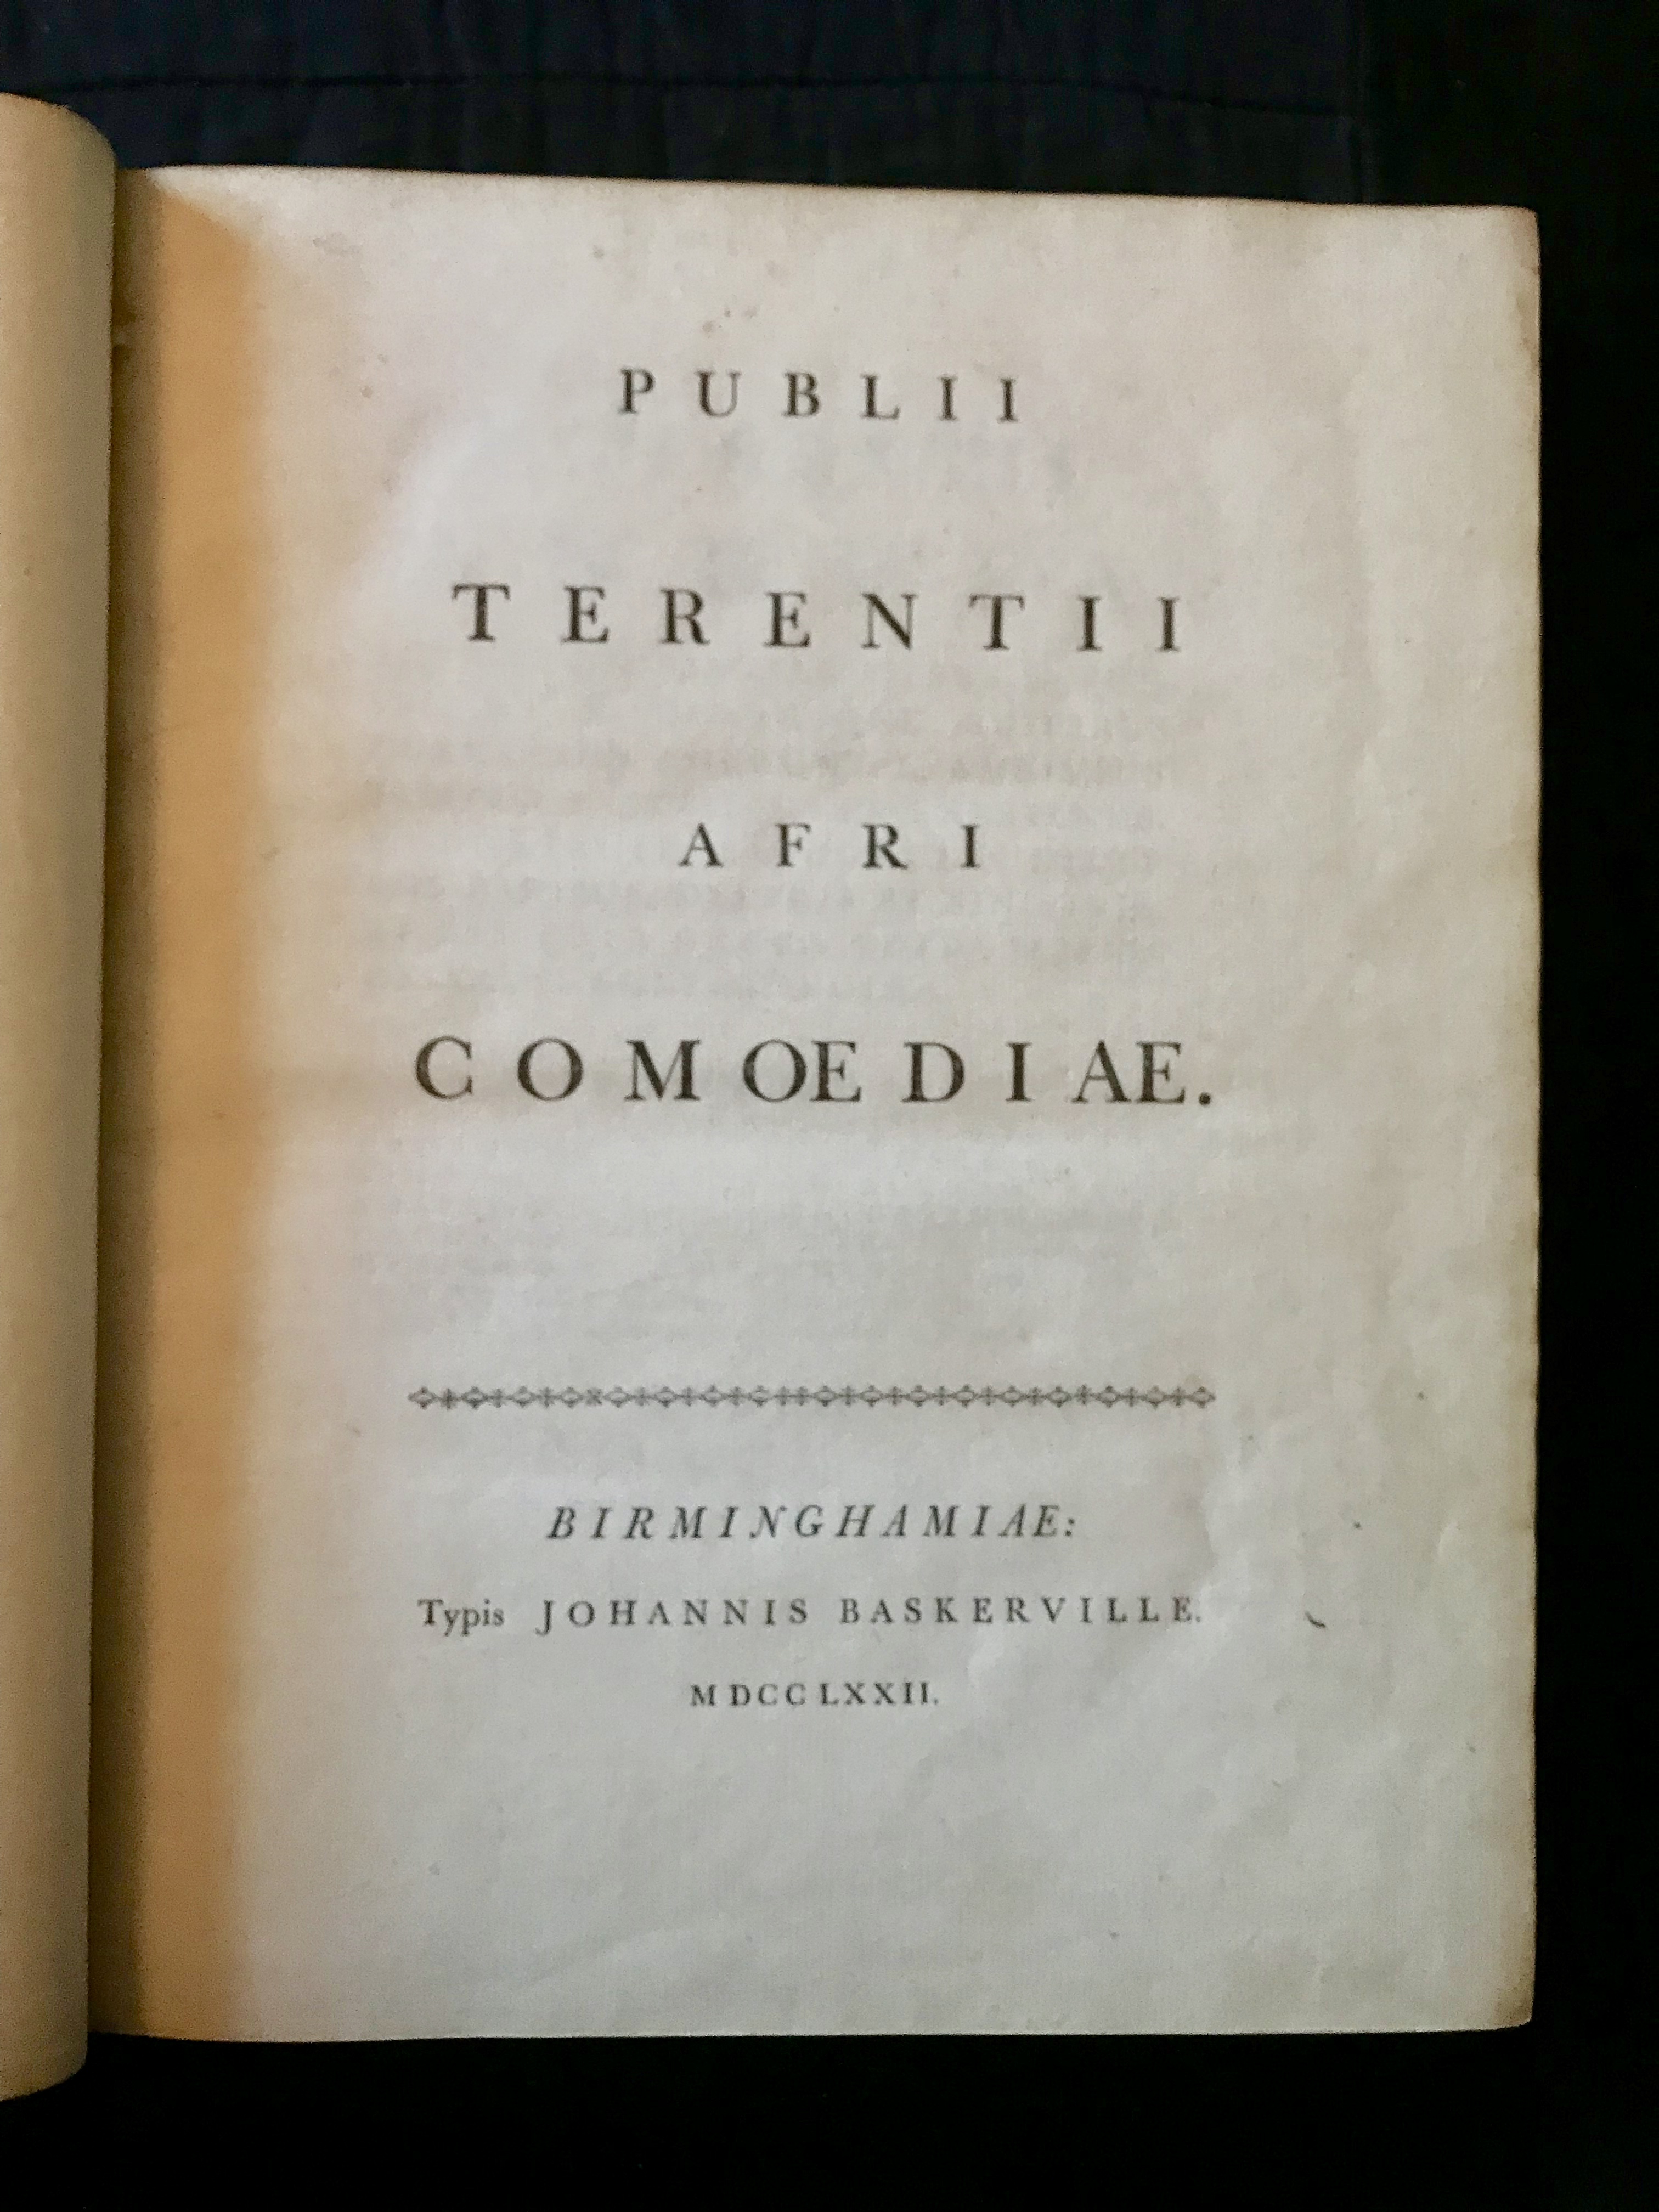 PUBLII
TERENTII
AFRI
COMOEDIAE.
BIRMINGHAMIAE:
Typis JOHANNIS BASKERVILLE.
MDCCLXXII.